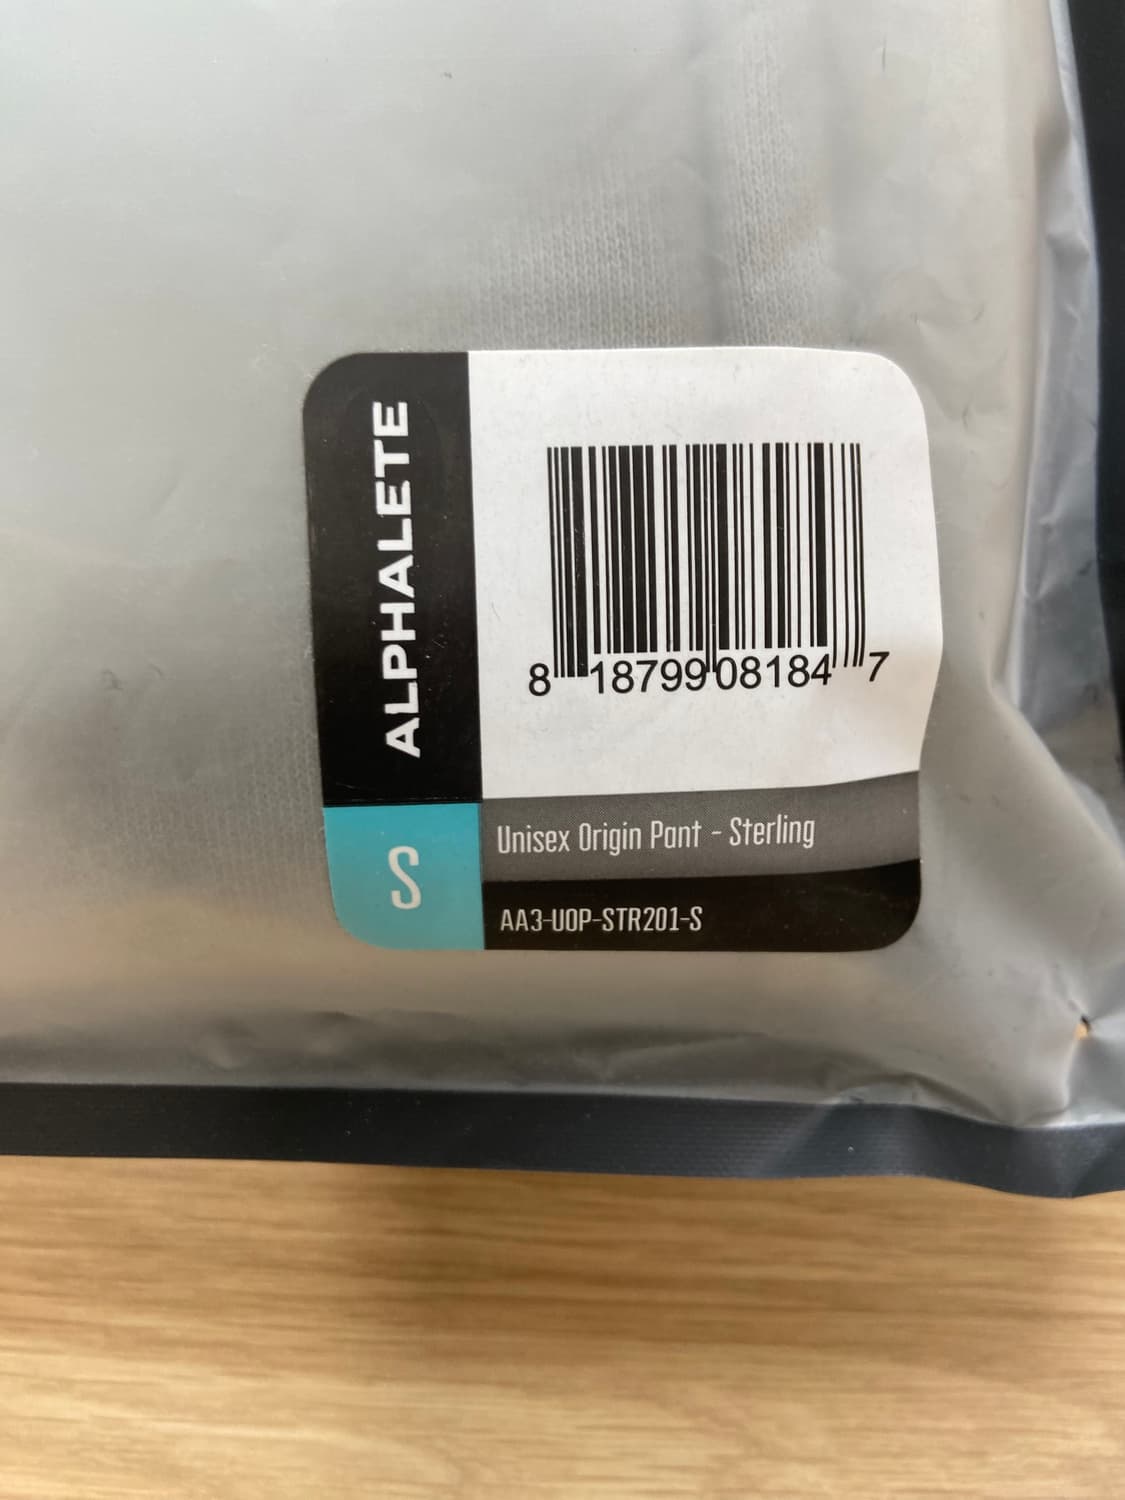 ALPHALETE
8 18799 08184 7
S
Unisex Origin Pant - Sterling
AA3-UOP-STR201-S